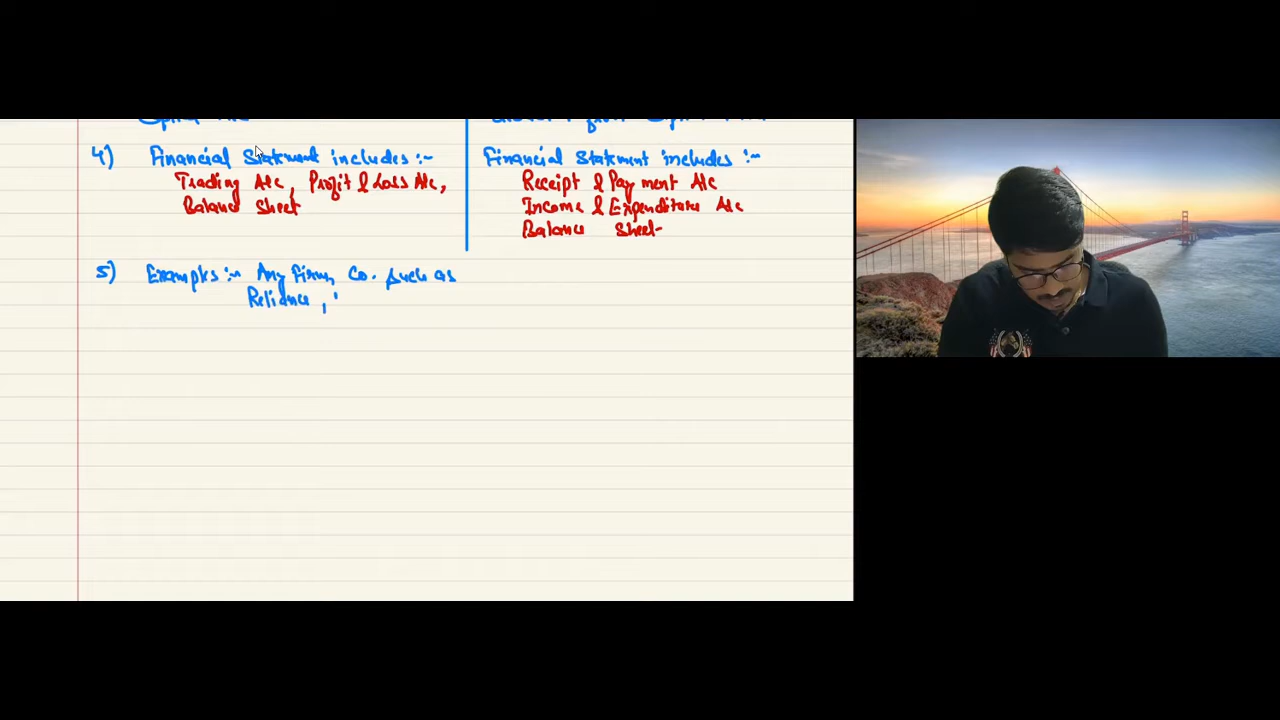 4) Financial Statement includes :-
Trading A/c, Profit & Loss A/c,
Balance Sheet
Financial Statement includes :-
Receipt & Payment A/c
Income & Expenditure A/c
Balance Sheet
5) Examples :- Any Firm, Co. such as
Reliance, '